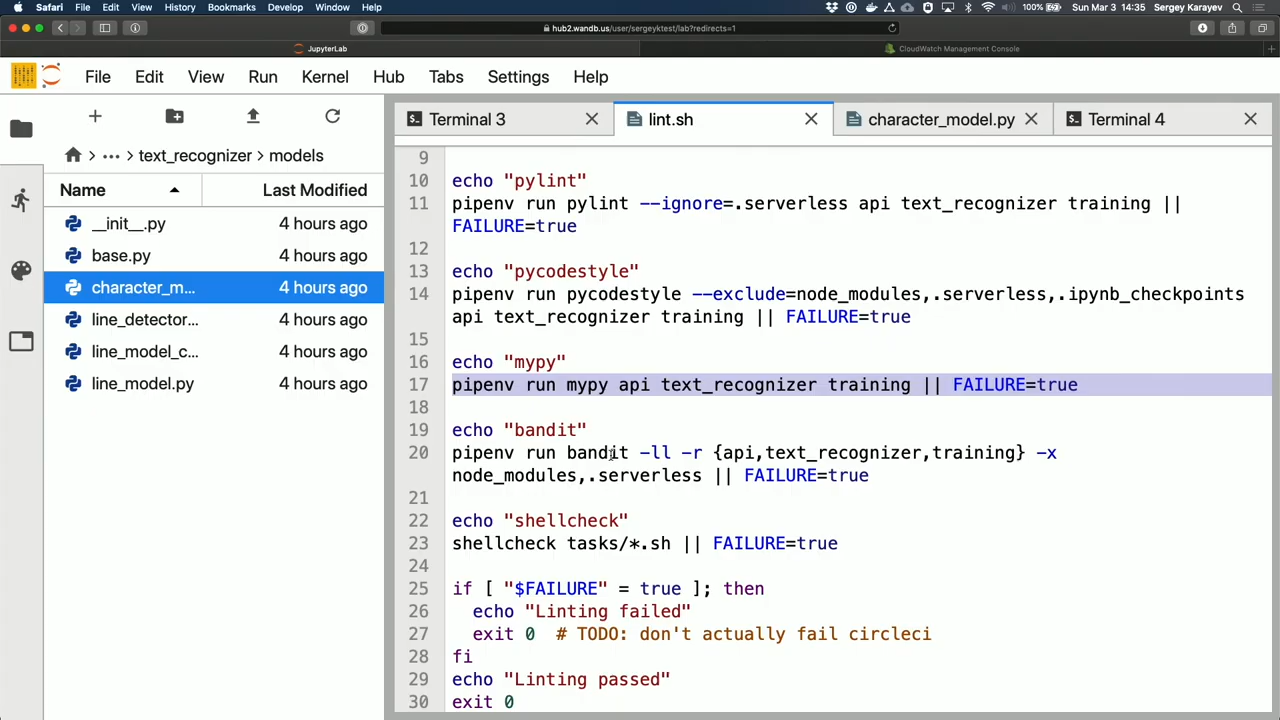 Safari File Edit View History Bookmarks Develop Window Help 100% Sun Mar 3 14:35 Sergey Karayev
hub2.wandb.us/user/sergeyktest/lab?redirects=1
JupyterLab CloudWatch Management Console
File Edit View Run Kernel Hub Tabs Settings Help
Terminal 3 lint.sh character_model.py Terminal 4
... > text_recognizer > models
Name Last Modified
__init__.py 4 hours ago
base.py 4 hours ago
character_m... 4 hours ago
line_detector... 4 hours ago
line_model_c... 4 hours ago
line_model.py 4 hours ago
9
10 echo "pylint"
11 pipenv run pylint --ignore=.serverless api text_recognizer training ||
FAILURE=true
12
13 echo "pycodestyle"
14 pipenv run pycodestyle --exclude=node_modules,.serverless,.ipynb_checkpoints
api text_recognizer training || FAILURE=true
15
16 echo "mypy"
17 pipenv run mypy api text_recognizer training || FAILURE=true
18
19 echo "bandit"
20 pipenv run bandit -ll -r {api,text_recognizer,training} -x
node_modules,.serverless || FAILURE=true
21
22 echo "shellcheck"
23 shellcheck tasks/*.sh || FAILURE=true
24
25 if [ "$FAILURE" = true ]; then
26 echo "Linting failed"
27 exit 0 # TODO: don't actually fail circleci
28 fi
29 echo "Linting passed"
30 exit 0